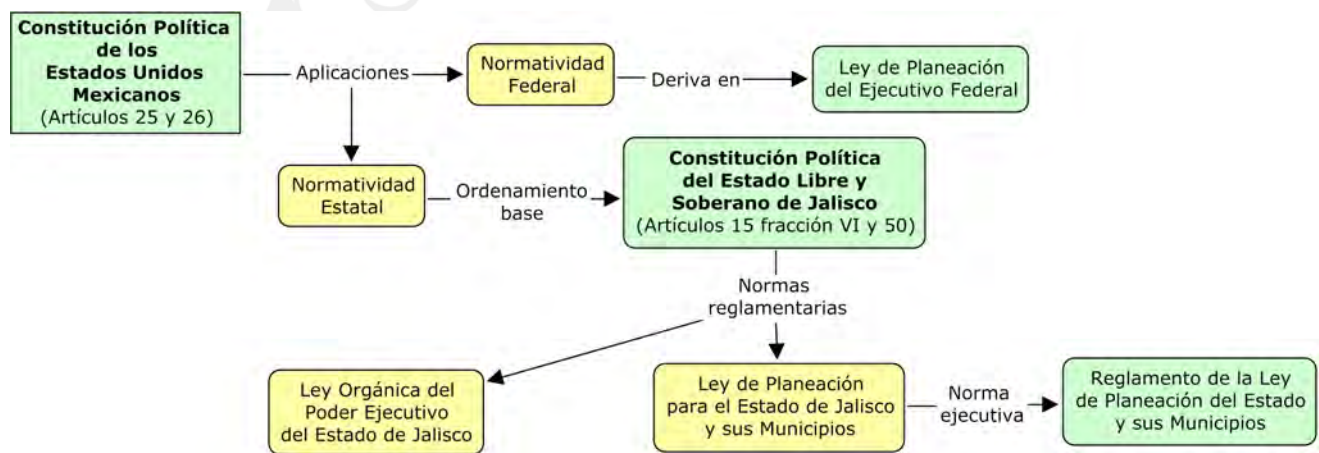 Constitución Política
de los
Estados Unidos
Mexicanos
(Artículos 25 y 26)
Aplicaciones
Normatividad
Federal
Deriva en
Ley de Planeación
del Ejecutivo Federal
Normatividad
Estatal
Ordenamiento
base
Constitución Política
del Estado Libre y
Soberano de Jalisco
(Artículos 15 fracción VI y 50)
Normas
reglamentarias
Ley Orgánica del
Poder Ejecutivo
del Estado de Jalisco
Ley de Planeación
para el Estado de Jalisco
y sus Municipios
Norma
ejecutiva
Reglamento de la Ley
de Planeación del Estado
y sus Municipios